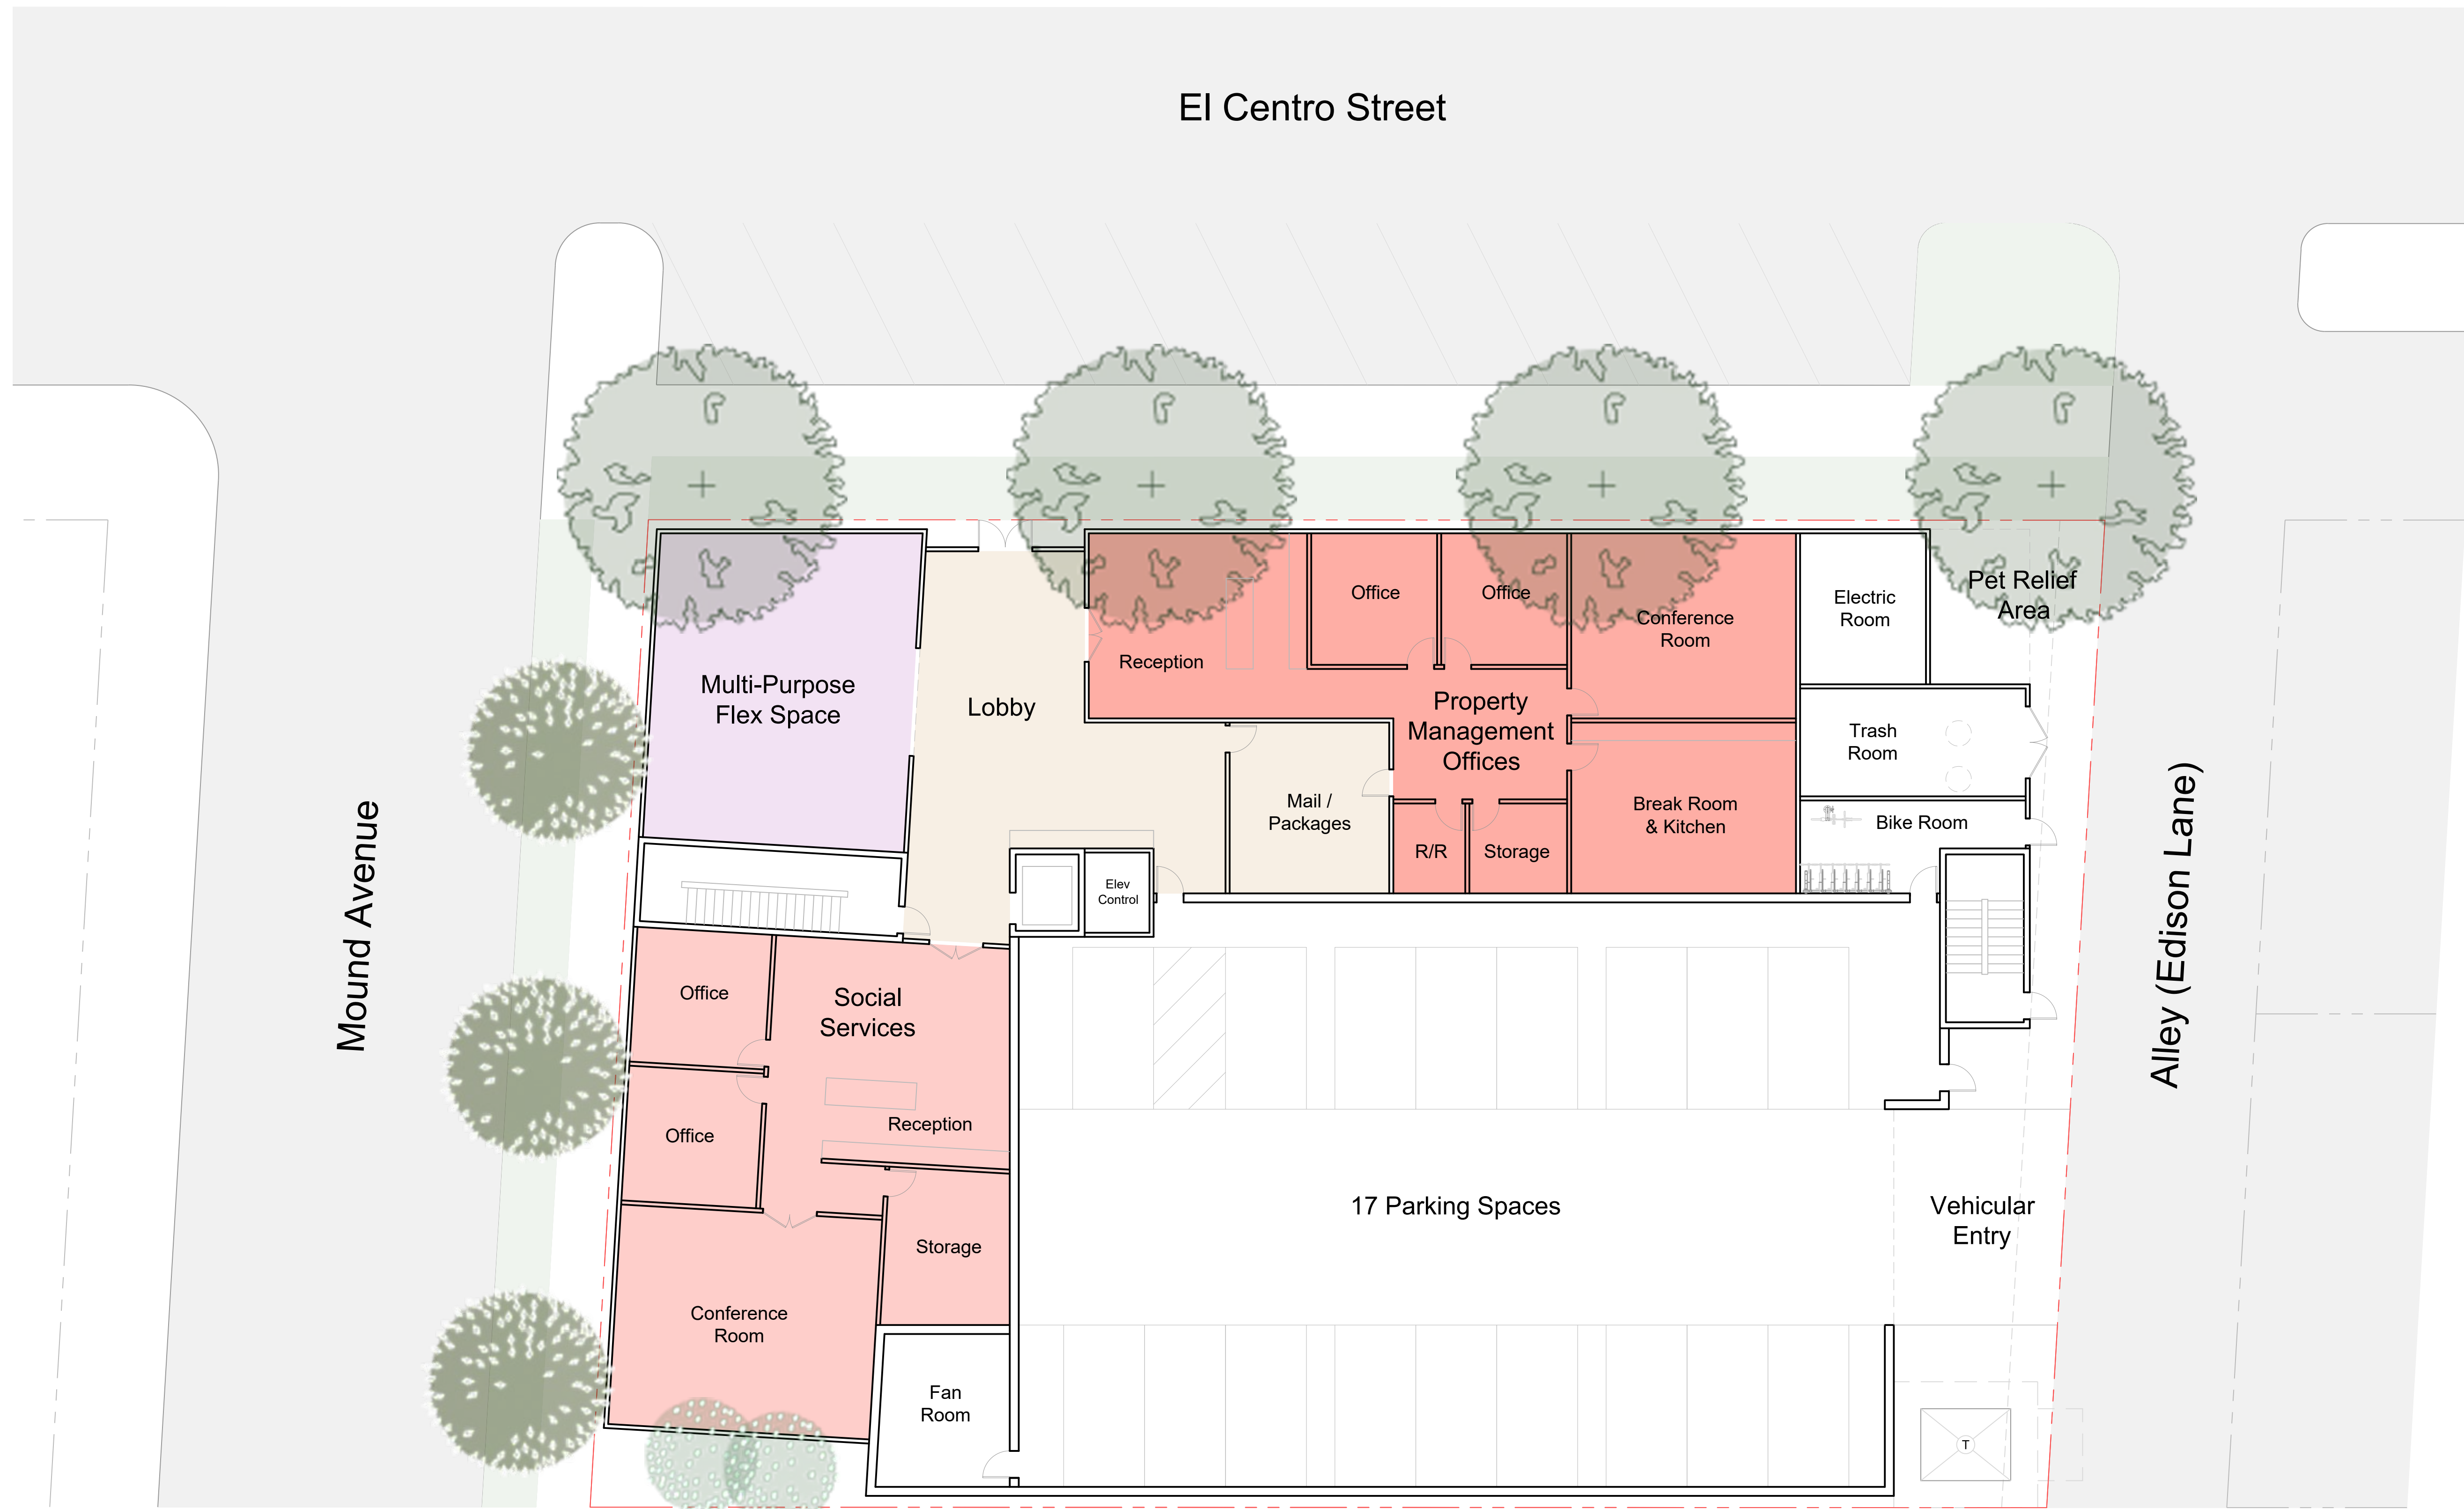 El Centro Street
Pet Relief
Area
Office
Office
Electric
Room
Conference
Room
Reception
Multi-Purpose
Flex Space
Lobby
Property
Management
Offices
Trash
Room
Mail /
Packages
Break Room
& Kitchen
Bike Room
R/R
Storage
Elev
Control
Mound Avenue
Alley (Edison Lane)
Office
Social
Services
Office
Reception
17 Parking Spaces
Vehicular
Entry
Storage
Conference
Room
Fan
Room
T